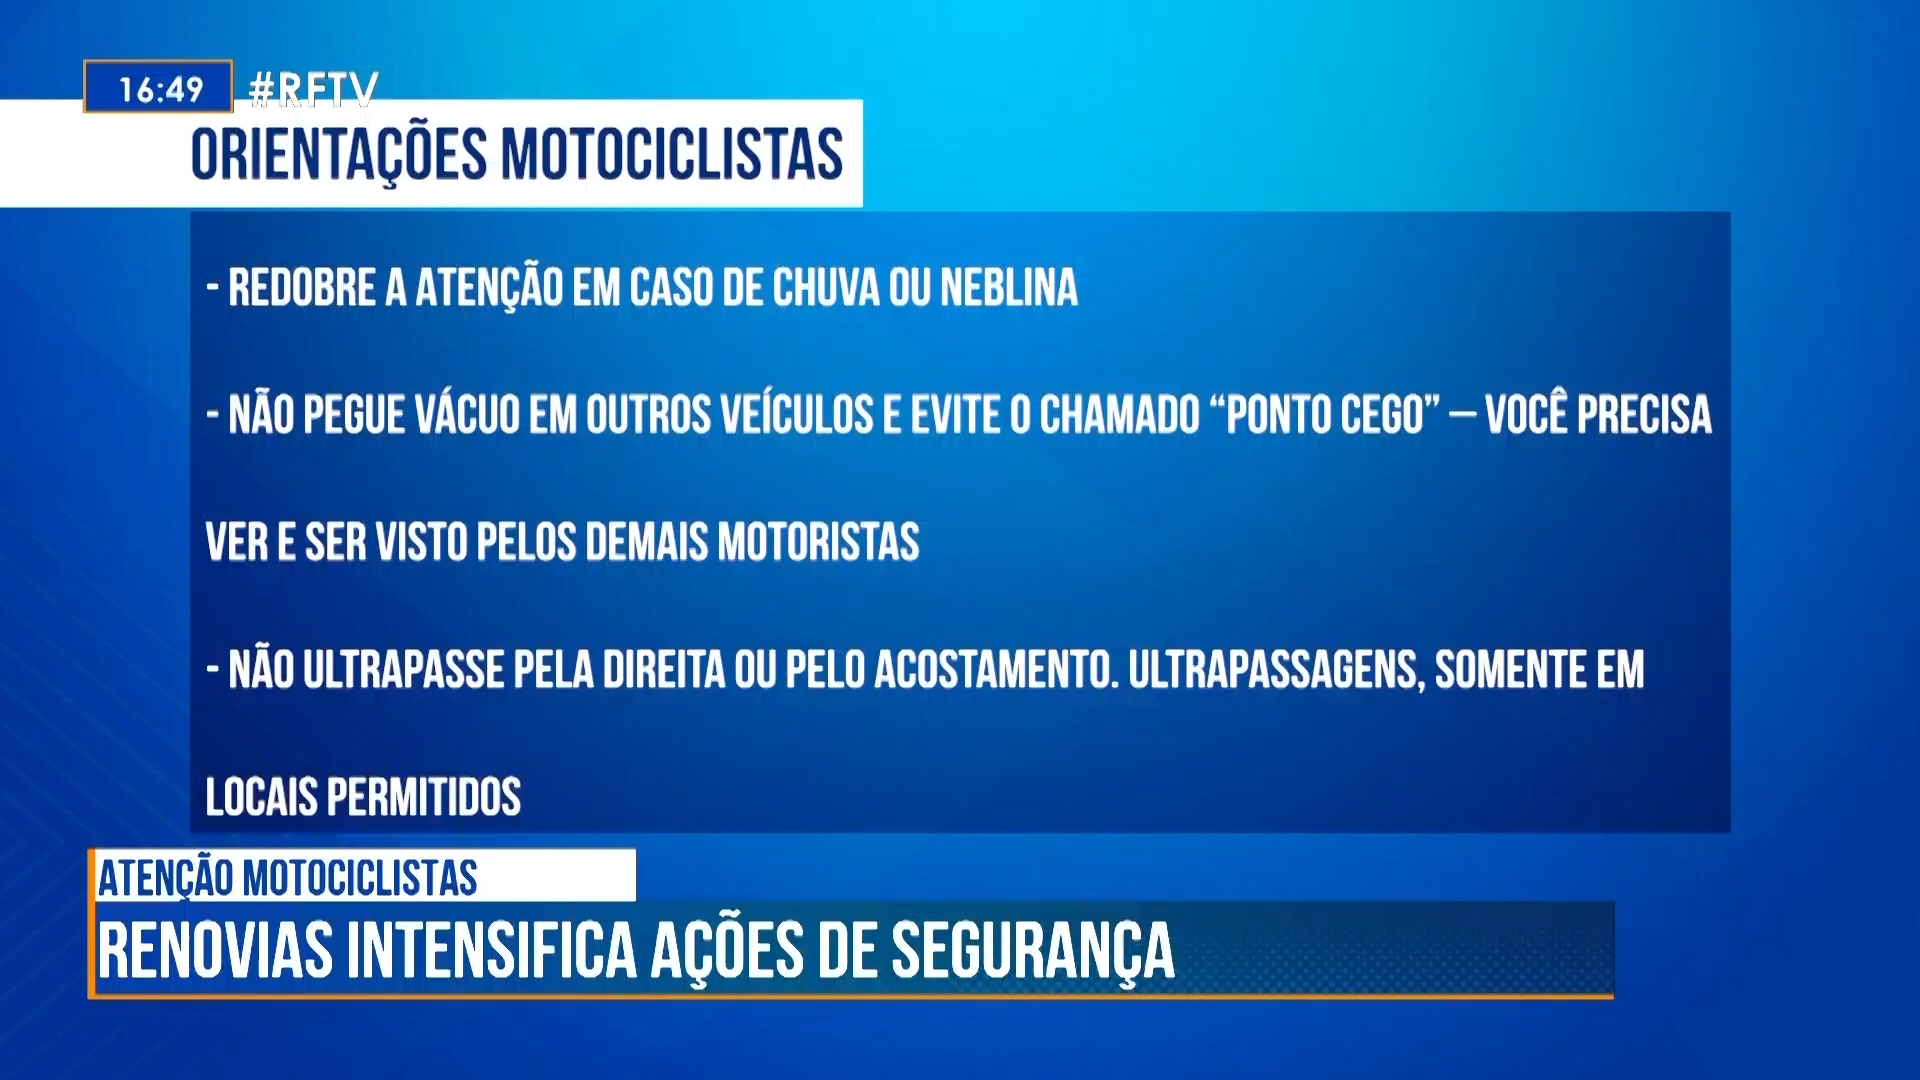 16:49 #RFTV
ORIENTAÇÕES MOTOCICLISTAS
- REDOBRE A ATENÇÃO EM CASO DE CHUVA OU NEBLINA
- NÃO PEGUE VÁCUO EM OUTROS VEÍCULOS E EVITE O CHAMADO “PONTO CEGO” – VOCÊ PRECISA
VER E SER VISTO PELOS DEMAIS MOTORISTAS
- NÃO ULTRAPASSE PELA DIREITA OU PELO ACOSTAMENTO. ULTRAPASSAGENS, SOMENTE EM
LOCAIS PERMITIDOS
ATENÇÃO MOTOCICLISTAS
RENOVIAS INTENSIFICA AÇÕES DE SEGURANÇA